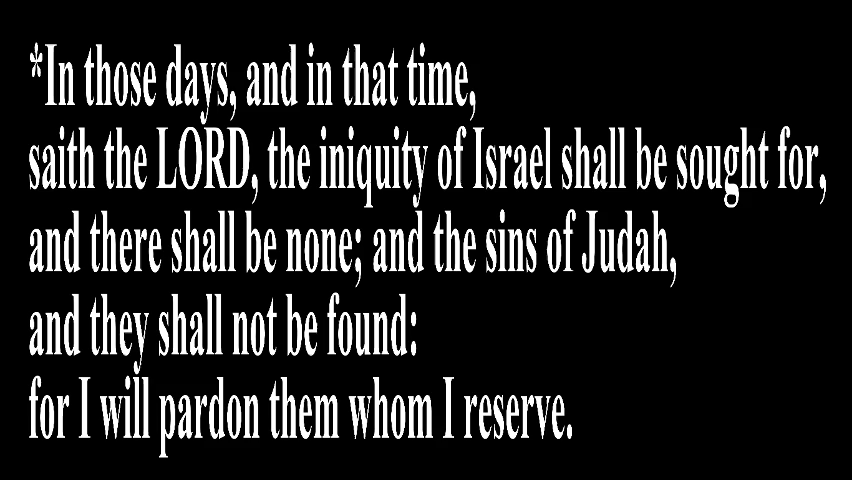 *In those days, and in that time,
saith the LORD, the iniquity of Israel shall be sought for,
and there shall be none; and the sins of Judah,
and they shall not be found:
for I will pardon them whom I reserve.